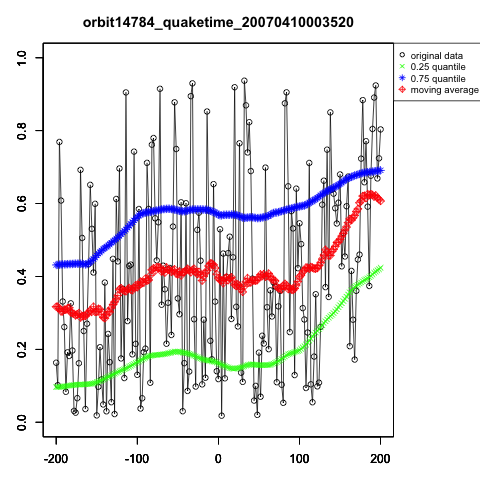 orbit14784_quaketime_20070410003520
original data
0.25 quantile
0.75 quantile
moving average
1.0
0.8
0.6
0.4
0.2
0.0
-200 -100 0 100 200